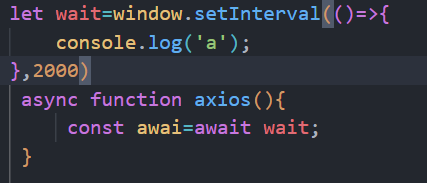 let wait=window.setInterval(()=>{
console.log('a');
},2000)
async function axios(){
const awai=await wait;
}